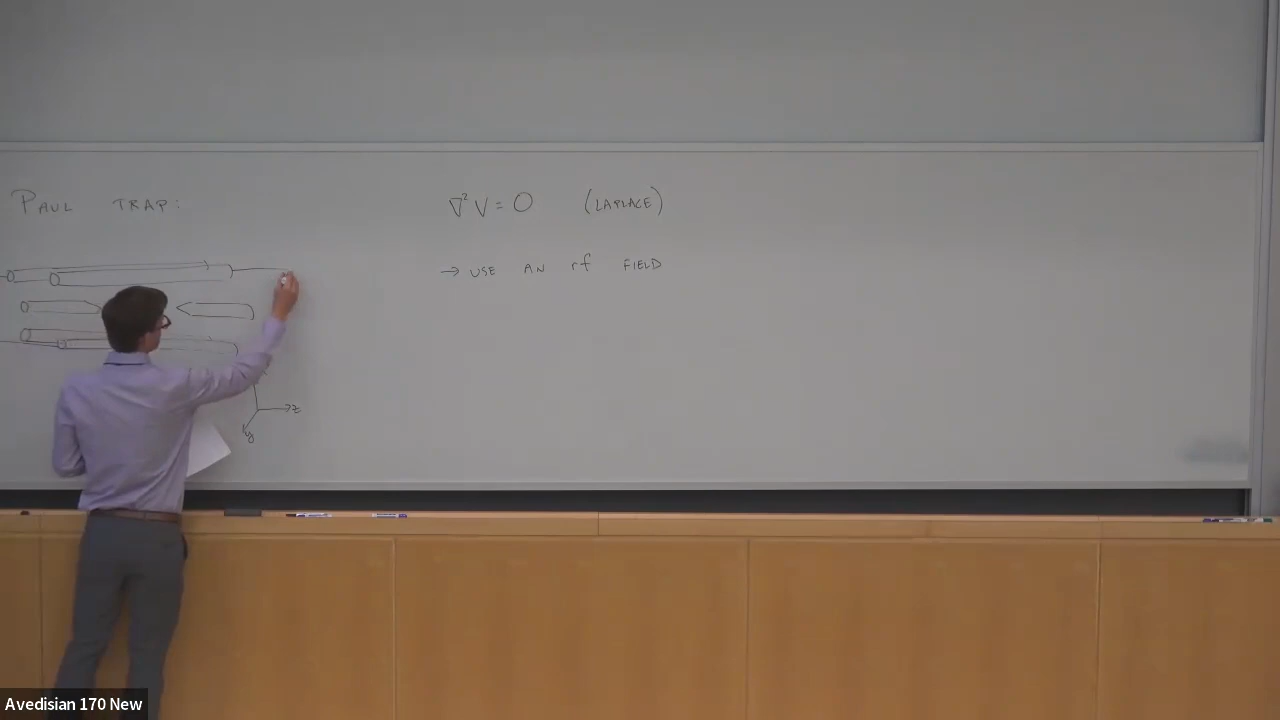 PAUL TRAP:
∇²V = 0 (LAPLACE)
→ USE AN rf FIELD
z
y
Avedisian 170 New